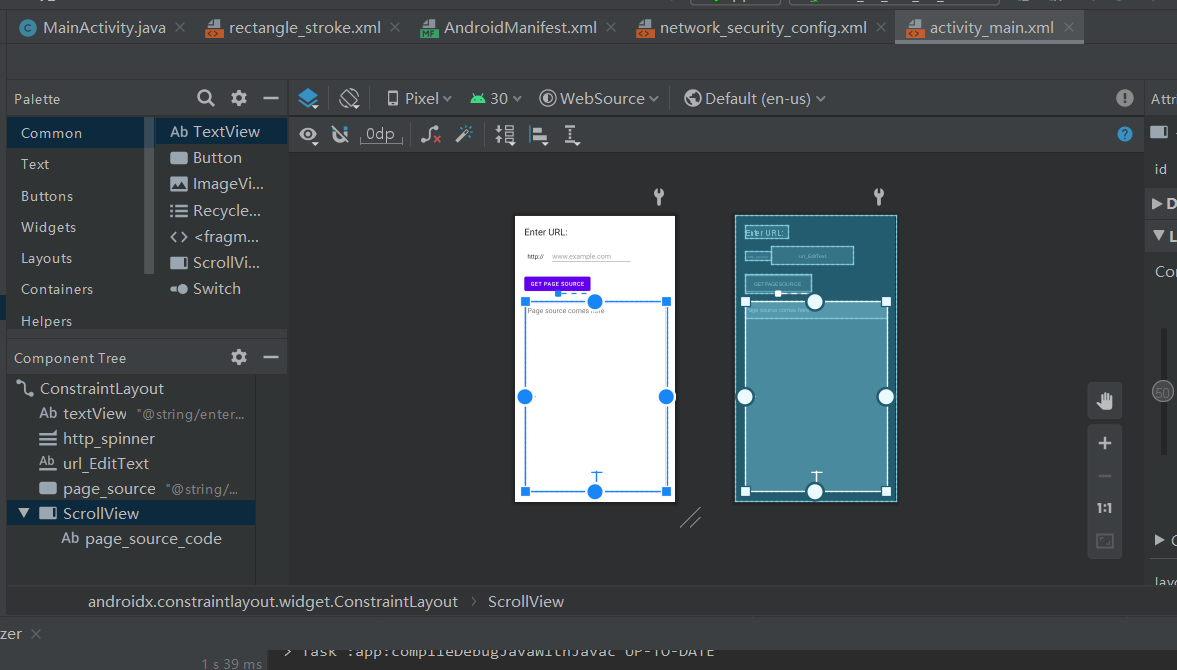 MainActivity.java
rectangle_stroke.xml
AndroidManifest.xml
network_security_config.xml
activity_main.xml
Palette
Pixel
30
WebSource
Default (en-us)
Attr
Common
Text
Buttons
Widgets
Layouts
Containers
Helpers
Ab TextView
Button
ImageVi...
Recycle...
<fragm...
ScrollVi...
Switch
0dp
id
Enter URL:
http://
www.example.com
GET PAGE SOURCE
Page source comes here
Enter URL:
url_EditText
GET PAGE SOURCE
Page source comes here
Component Tree
ConstraintLayout
Ab textView "@string/enter...
http_spinner
Ab url_EditText
page_source "@string/...
ScrollView
Ab page_source_code
50
1:1
androidx.constraintlayout.widget.ConstraintLayout > ScrollView
zer
1 s 39 ms
> Task :app:compileDebugJavaWithJavac UP-TO-DATE